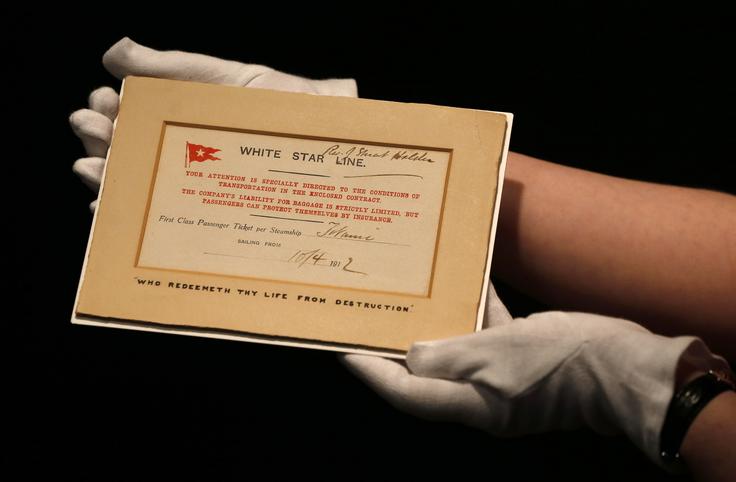 Rev. J Stuart Holden
WHITE STAR LINE.
YOUR ATTENTION IS SPECIALLY DIRECTED TO THE CONDITIONS OF
TRANSPORTATION IN THE ENCLOSED CONTRACT.
THE COMPANY'S LIABILITY FOR BAGGAGE IS STRICTLY LIMITED, BUT
PASSENGERS CAN PROTECT THEMSELVES BY INSURANCE.
First Class Passenger Ticket per Steamship Titanic
SAILING FROM
10/4 1912
"WHO REDEEMETH THY LIFE FROM DESTRUCTION."